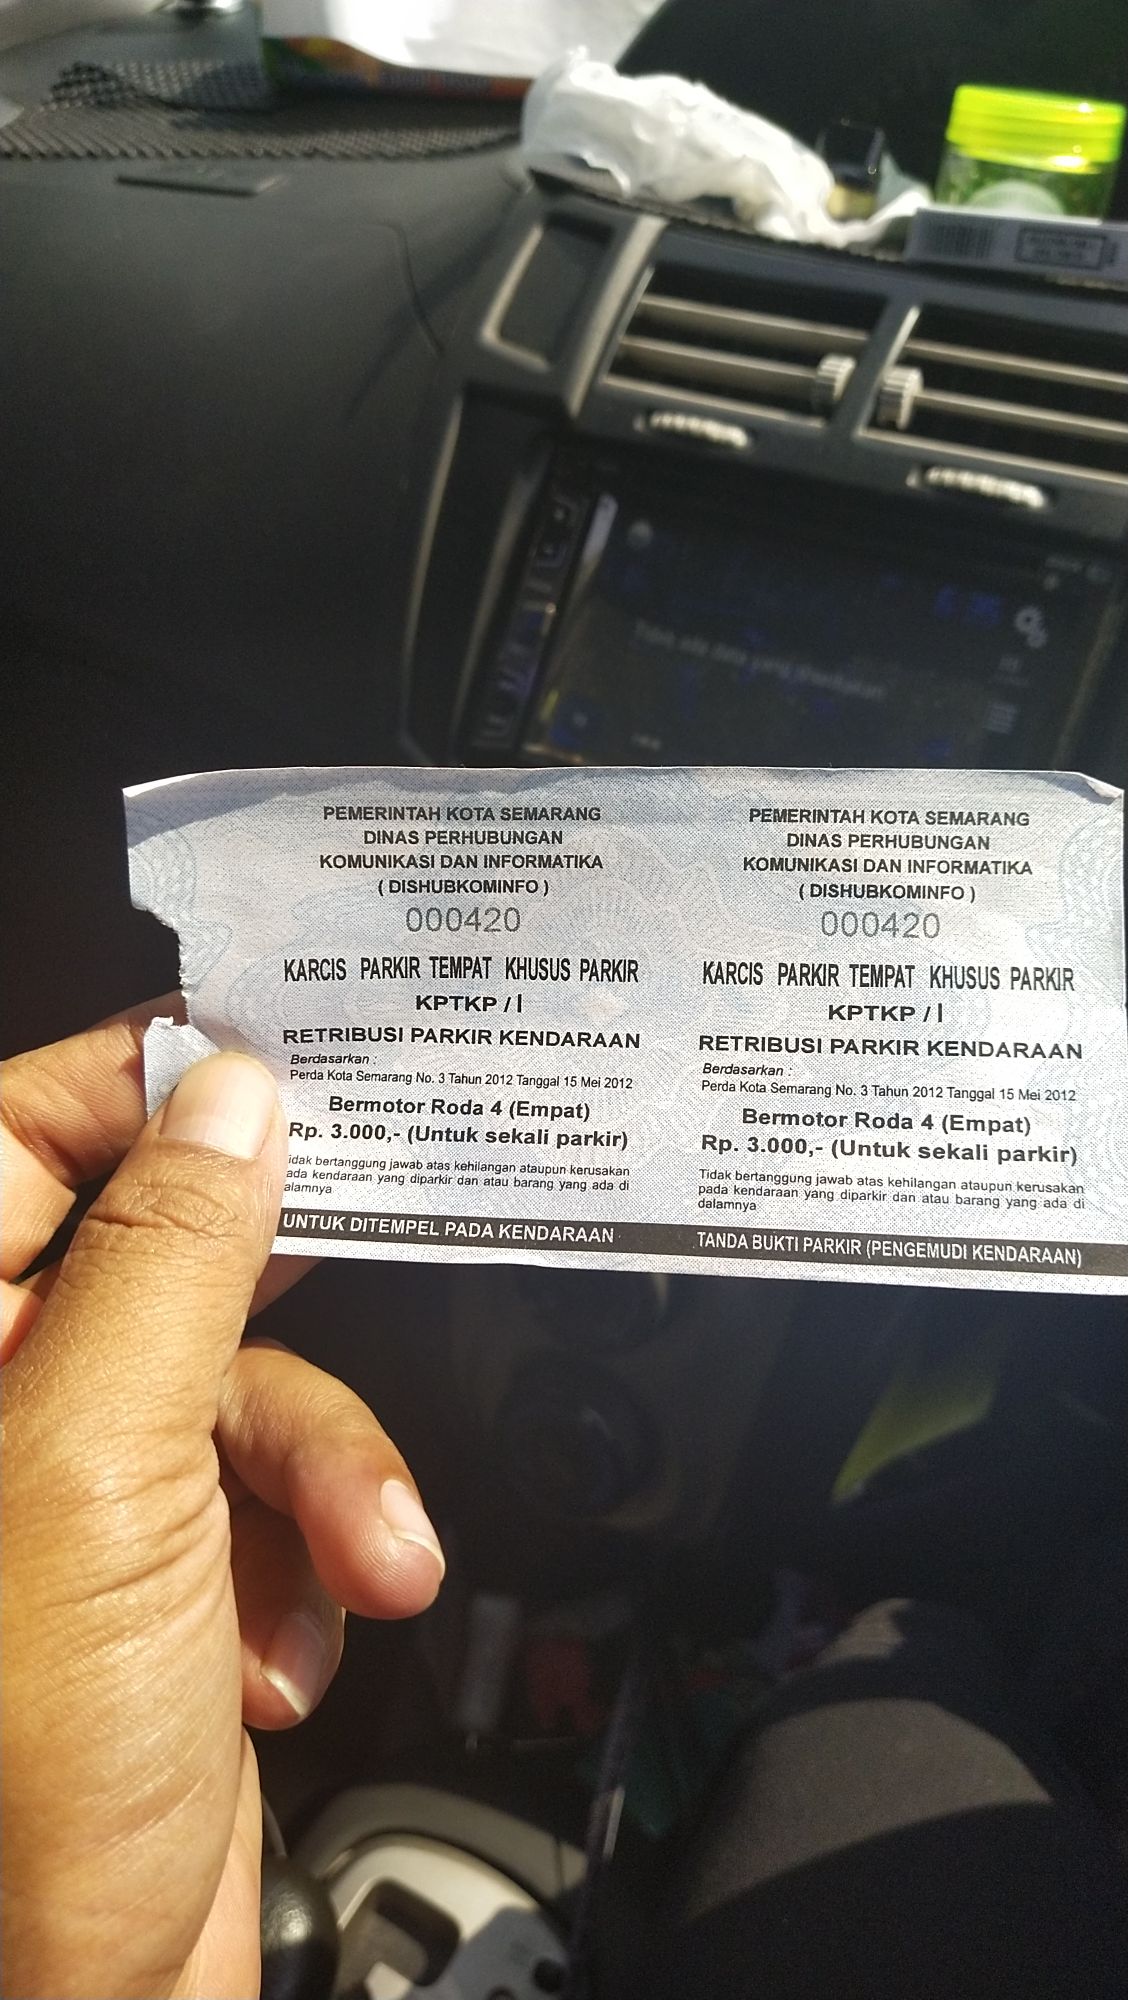 PEMERINTAH KOTA SEMARANG
DINAS PERHUBUNGAN
KOMUNIKASI DAN INFORMATIKA
( DISHUBKOMINFO )
000420
KARCIS PARKIR TEMPAT KHUSUS PARKIR
KPTKP / I
RETRIBUSI PARKIR KENDARAAN
Berdasarkan :
Perda Kota Semarang No. 3 Tahun 2012 Tanggal 15 Mei 2012
Bermotor Roda 4 (Empat)
Rp. 3.000,- (Untuk sekali parkir)
idak bertanggung jawab atas kehilangan ataupun kerusakan
ada kendaraan yang diparkir dan atau barang yang ada di
alamnya
UNTUK DITEMPEL PADA KENDARAAN
PEMERINTAH KOTA SEMARANG
DINAS PERHUBUNGAN
KOMUNIKASI DAN INFORMATIKA
( DISHUBKOMINFO )
000420
KARCIS PARKIR TEMPAT KHUSUS PARKIR
KPTKP / I
RETRIBUSI PARKIR KENDARAAN
Berdasarkan :
Perda Kota Semarang No. 3 Tahun 2012 Tanggal 15 Mei 2012
Bermotor Roda 4 (Empat)
Rp. 3.000,- (Untuk sekali parkir)
Tidak bertanggung jawab atas kehilangan ataupun kerusakan
pada kendaraan yang diparkir dan atau barang yang ada di
dalamnya
TANDA BUKTI PARKIR (PENGEMUDI KENDARAAN)